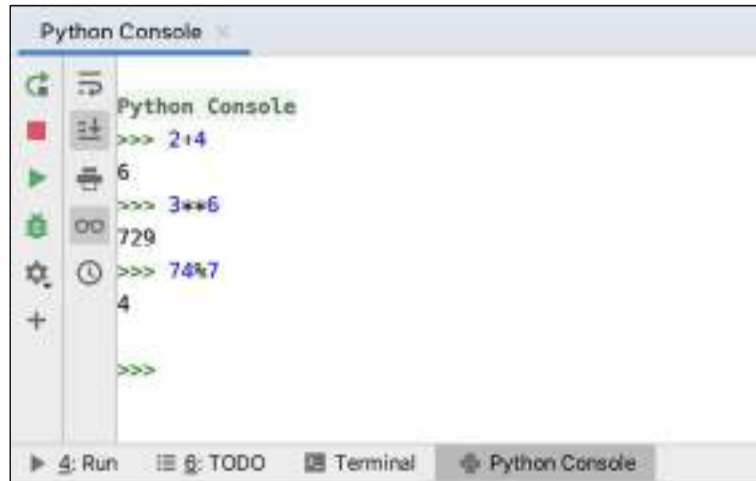 Python Console
Python Console
>>> 2+4
6
>>> 3**6
729
>>> 74%7
4
>>>
4: Run 6: TODO Terminal Python Console